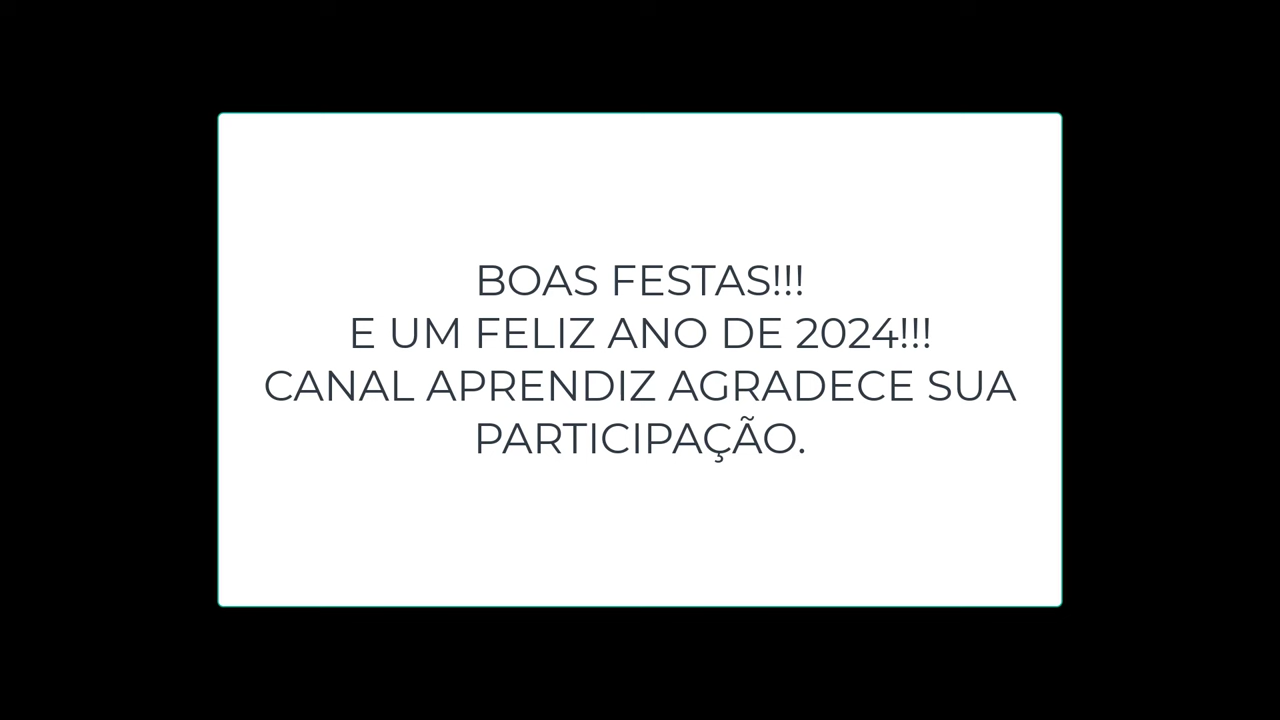 BOAS FESTAS!!!
E UM FELIZ ANO DE 2024!!!
CANAL APRENDIZ AGRADECE SUA
PARTICIPAÇÃO.